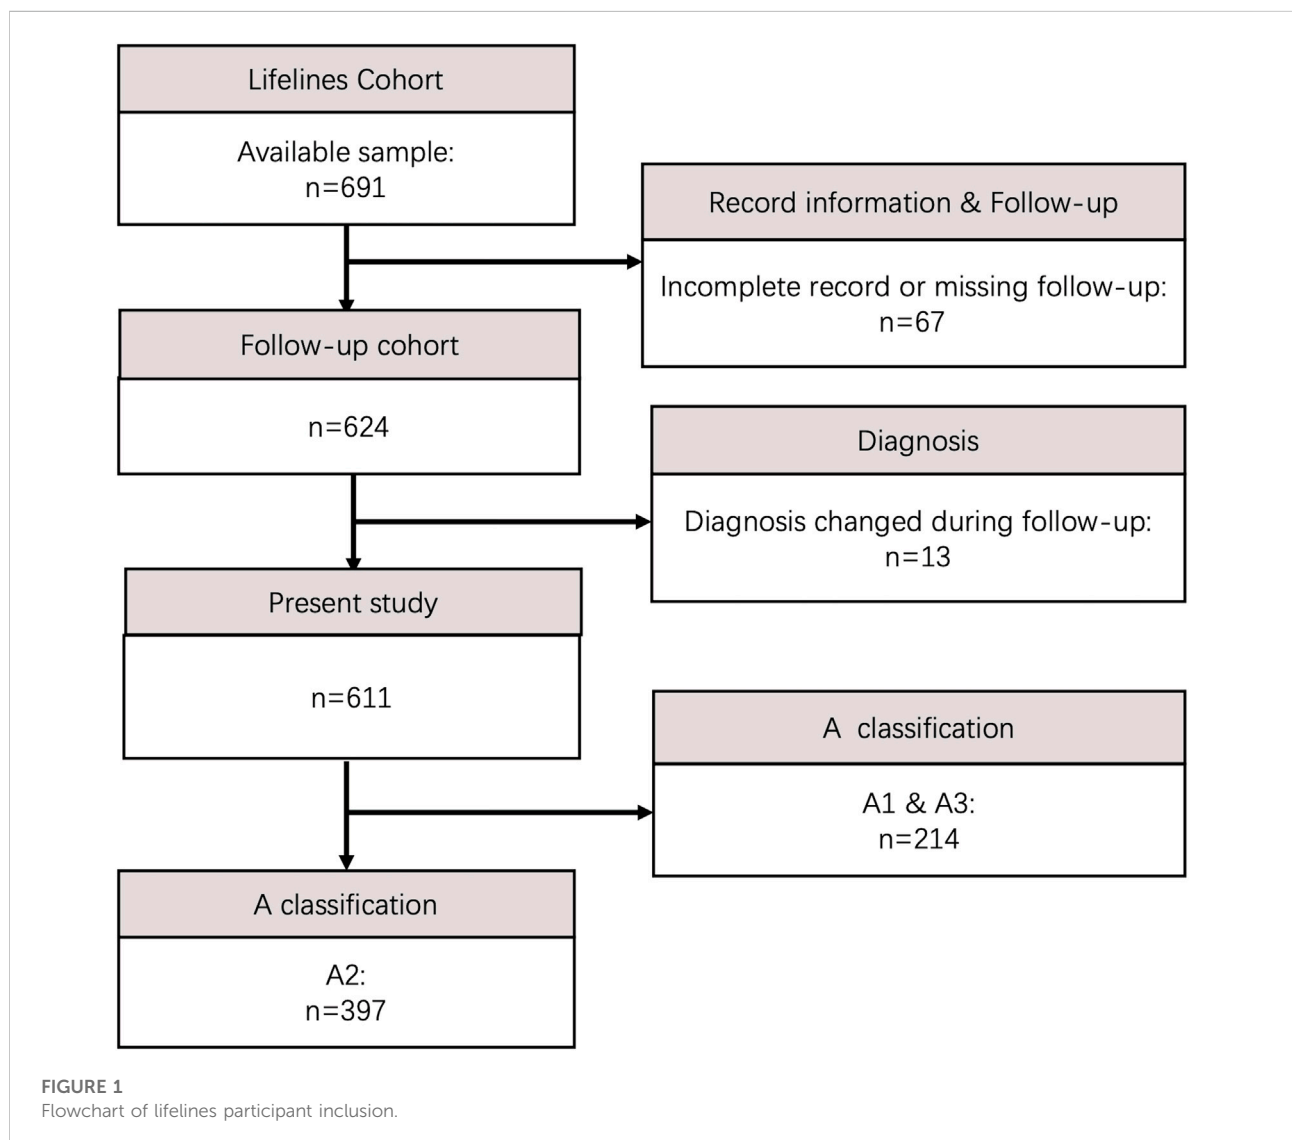 Lifelines Cohort
Available sample:
n=691
Record information & Follow-up
Incomplete record or missing follow-up:
n=67
Follow-up cohort
n=624
Diagnosis
Diagnosis changed during follow-up:
n=13
Present study
n=611
A classification
A1 & A3:
n=214
A classification
A2:
n=397
FIGURE 1
Flowchart of lifelines participant inclusion.